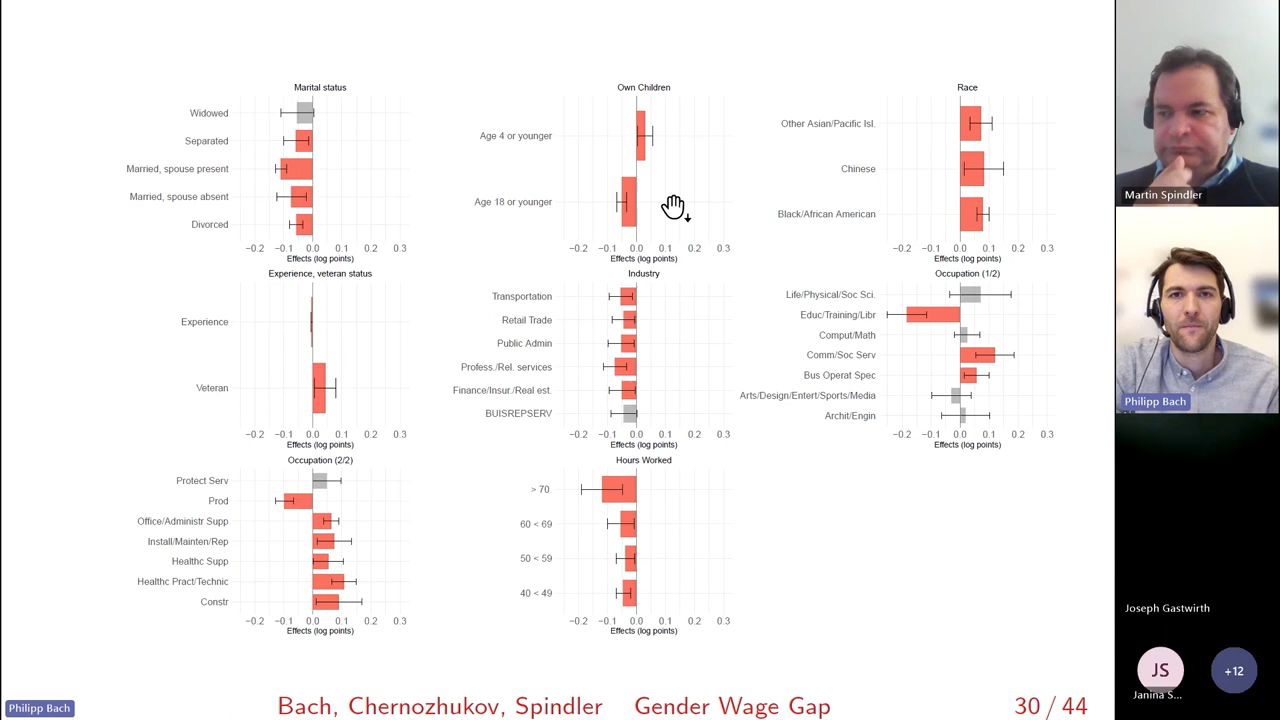 Marital status
Widowed
Separated
Married, spouse present
Married, spouse absent
Divorced
−0.2 −0.1 0.0 0.1 0.2 0.3
Effects (log points)
Own Children
Age 4 or younger
Age 18 or younger
−0.2 −0.1 0.0 0.1 0.2 0.3
Effects (log points)
Race
Other Asian/Pacific Isl.
Chinese
Black/African American
−0.2 −0.1 0.0 0.1 0.2 0.3
Effects (log points)
Experience, veteran status
Experience
Veteran
−0.2 −0.1 0.0 0.1 0.2 0.3
Effects (log points)
Industry
Transportation
Retail Trade
Public Admin
Profess./Rel. services
Finance/Insur./Real est.
BUISREPSERV
−0.2 −0.1 0.0 0.1 0.2 0.3
Effects (log points)
Occupation (1/2)
Life/Physical/Soc Sci.
Educ/Training/Libr
Comput/Math
Comm/Soc Serv
Bus Operat Spec
Arts/Design/Entert/Sports/Media
Archit/Engin
−0.2 −0.1 0.0 0.1 0.2 0.3
Effects (log points)
Occupation (2/2)
Protect Serv
Prod
Office/Administr Supp
Install/Mainten/Rep
Healthc Supp
Healthc Pract/Technic
Constr
−0.2 −0.1 0.0 0.1 0.2 0.3
Effects (log points)
Hours Worked
> 70
60 < 69
50 < 59
40 < 49
−0.2 −0.1 0.0 0.1 0.2 0.3
Effects (log points)
Bach, Chernozhukov, Spindler Gender Wage Gap 30 / 44
Philipp Bach
Martin Spindler
Philipp Bach
Joseph Gastwirth
JS
Janina S...
+12